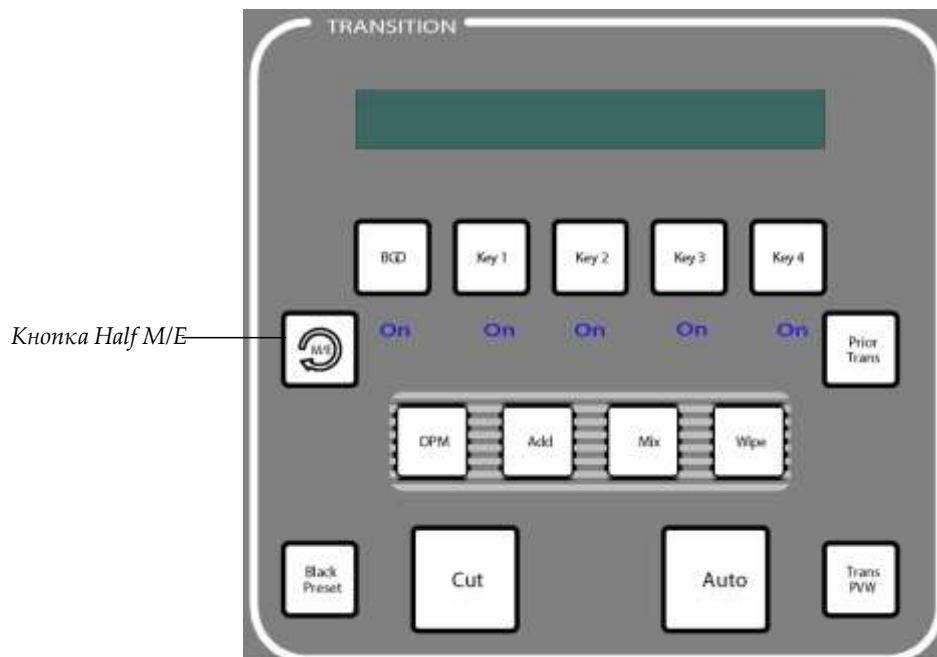 TRANSITION
BGD Key 1 Key 2 Key 3 Key 4
On On On On On
Кнопка Half M/E
M/E
Prior
Trans
DPM Add Mix Wipe
Black
Preset
Cut Auto
Trans
PVW